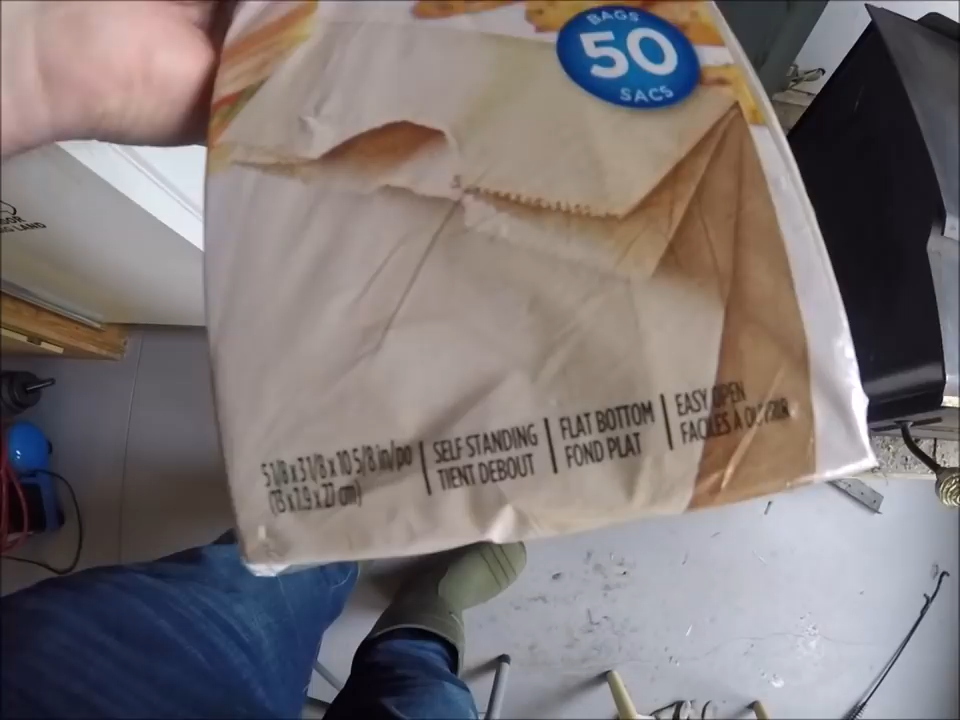 BAGS
50
SACS
5 1/8 x 3 1/8 x 10 5/8 in/po
(13 x 7.9 x 27 cm)
SELF STANDING
TIENT DEBOUT
FLAT BOTTOM
FOND PLAT
EASY OPEN
FACILES À OUVRIR